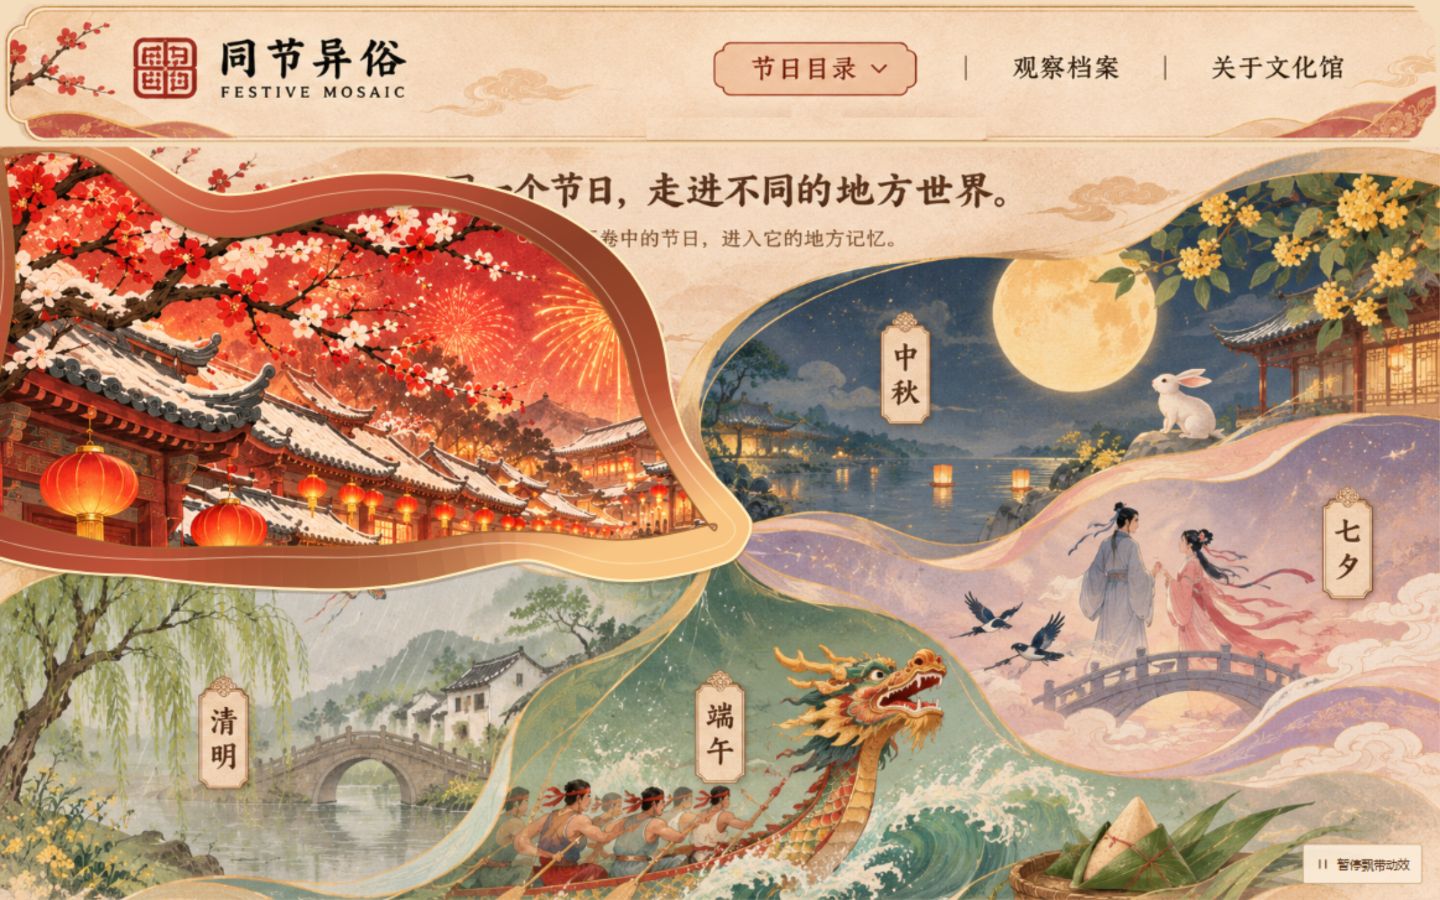 同节异俗
FESTIVE MOSAIC
节日目录
观察档案
关于文化馆
一个节日，走进不同的地方世界。
卷中的节日，进入它的地方记忆。
中秋
七夕
清明
端午
暂停飘带动效